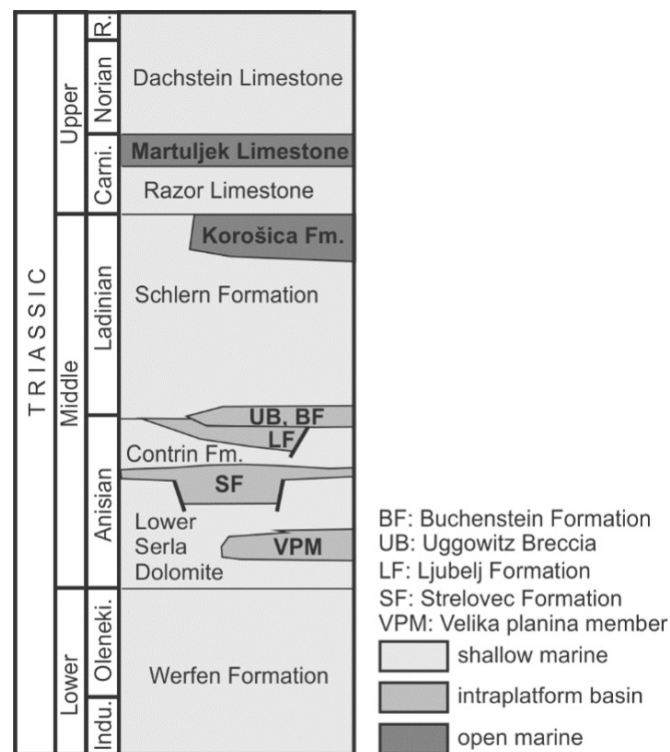 TRIASSIC
Upper
Middle
Lower
R.
Norian
Carni.
Ladinian
Anisian
Oleneki.
Indu.
Dachstein Limestone
Martuljek Limestone
Razor Limestone
Korošica Fm.
Schlern Formation
UB, BF
LF
Contrin Fm.
SF
Lower
Serla
Dolomite
VPM
Werfen Formation
BF: Buchenstein Formation
UB: Uggowitz Breccia
LF: Ljubelj Formation
SF: Strelovec Formation
VPM: Velika planina member
shallow marine
intraplatform basin
open marine